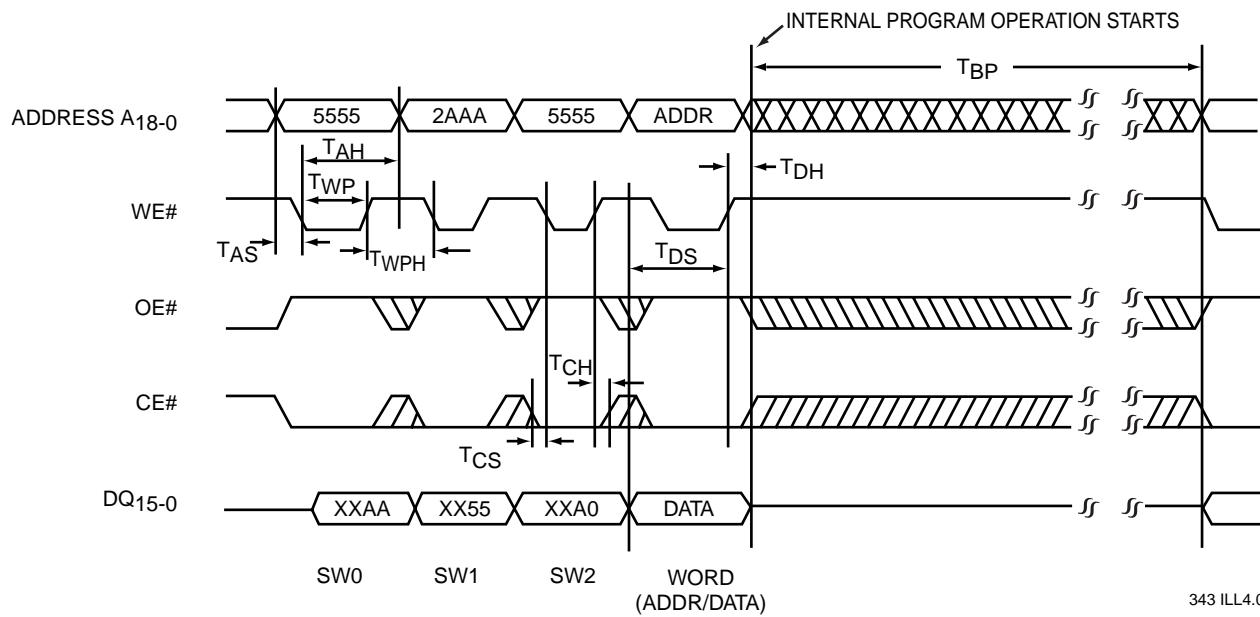 INTERNAL PROGRAM OPERATION STARTS
TBP
ADDRESS A18-0
5555
2AAA
5555
ADDR
TAH
TDH
TWP
WE#
TAS
TWPH
TDS
OE#
TCH
CE#
TCS
DQ15-0
XXAA
XX55
XXA0
DATA
SW0
SW1
SW2
WORD
(ADDR/DATA)